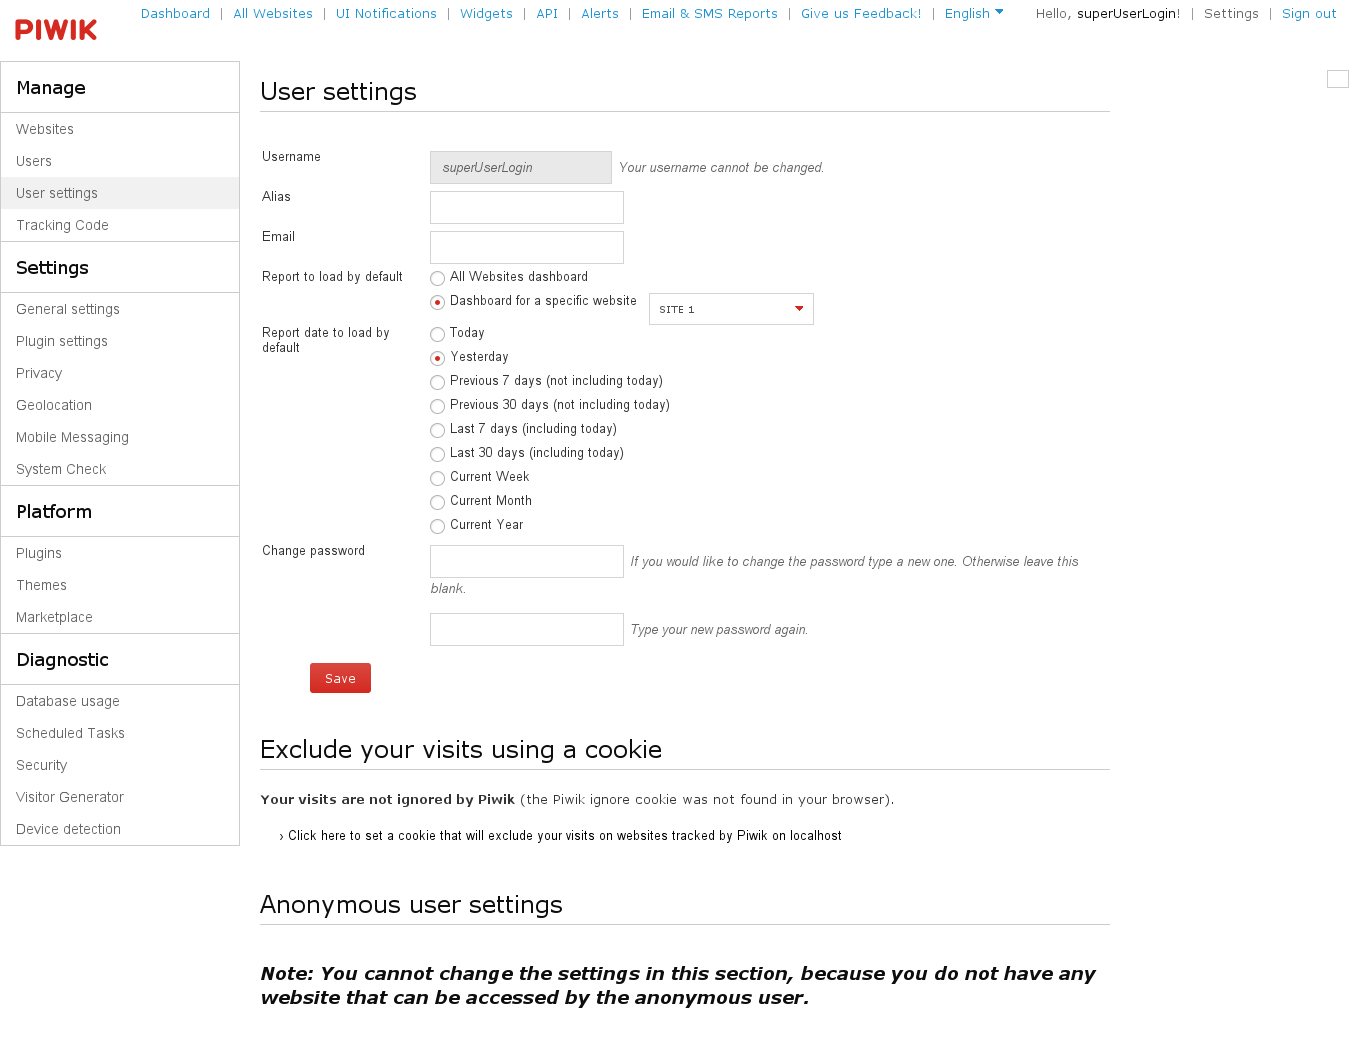 PIWIK
Dashboard | All Websites | UI Notifications | Widgets | API | Alerts | Email & SMS Reports | Give us Feedback! | English
Hello, superUserLogin! | Settings | Sign out
Manage
Websites
Users
User settings
Tracking Code
Settings
General settings
Plugin settings
Privacy
Geolocation
Mobile Messaging
System Check
Platform
Plugins
Themes
Marketplace
Diagnostic
Database usage
Scheduled Tasks
Security
Visitor Generator
Device detection
User settings
Username
superUserLogin Your username cannot be changed.
Alias
Email
Report to load by default
All Websites dashboard
Dashboard for a specific website SITE 1
Report date to load by
default
Today
Yesterday
Previous 7 days (not including today)
Previous 30 days (not including today)
Last 7 days (including today)
Last 30 days (including today)
Current Week
Current Month
Current Year
Change password
If you would like to change the password type a new one. Otherwise leave this
blank.
Type your new password again.
Save
Exclude your visits using a cookie
Your visits are not ignored by Piwik (the Piwik ignore cookie was not found in your browser).
› Click here to set a cookie that will exclude your visits on websites tracked by Piwik on localhost
Anonymous user settings
Note: You cannot change the settings in this section, because you do not have any
website that can be accessed by the anonymous user.